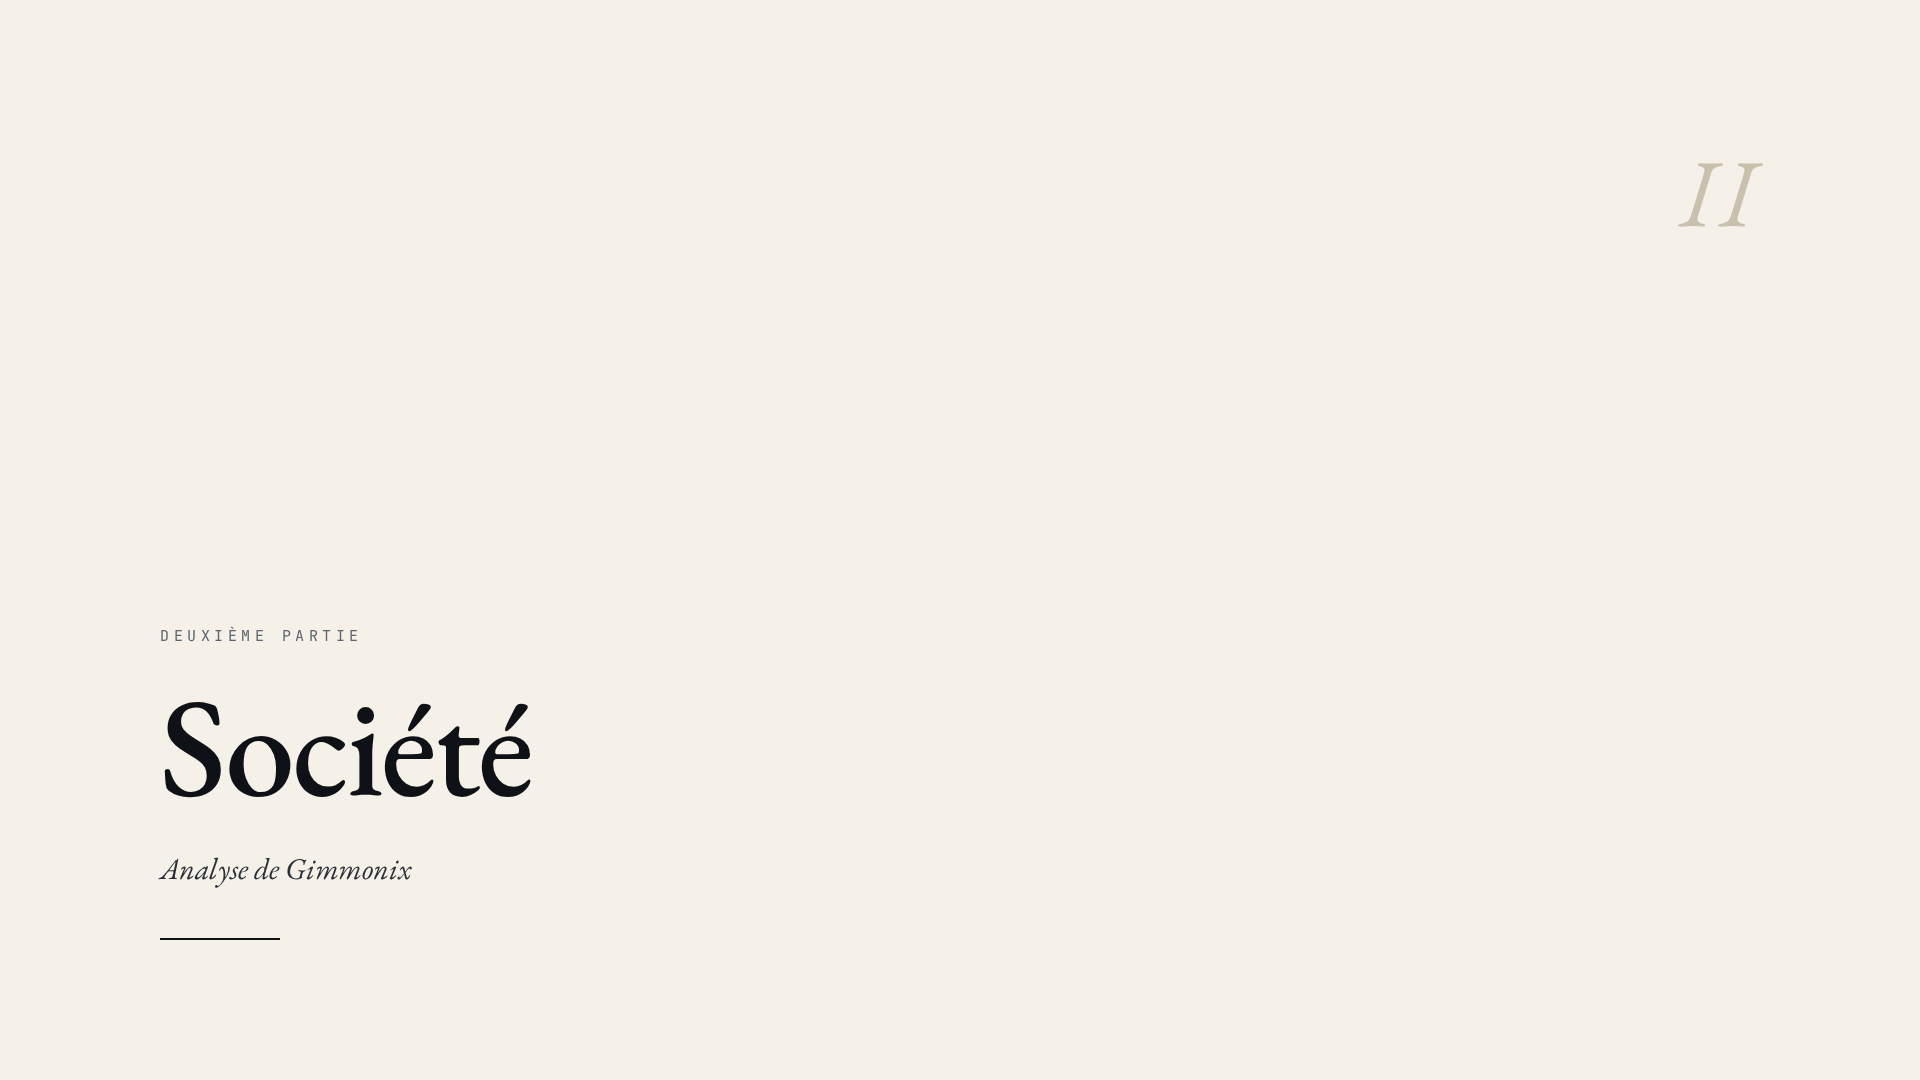 II
DEUXIÈME PARTIE
Société
Analyse de Gimmonix